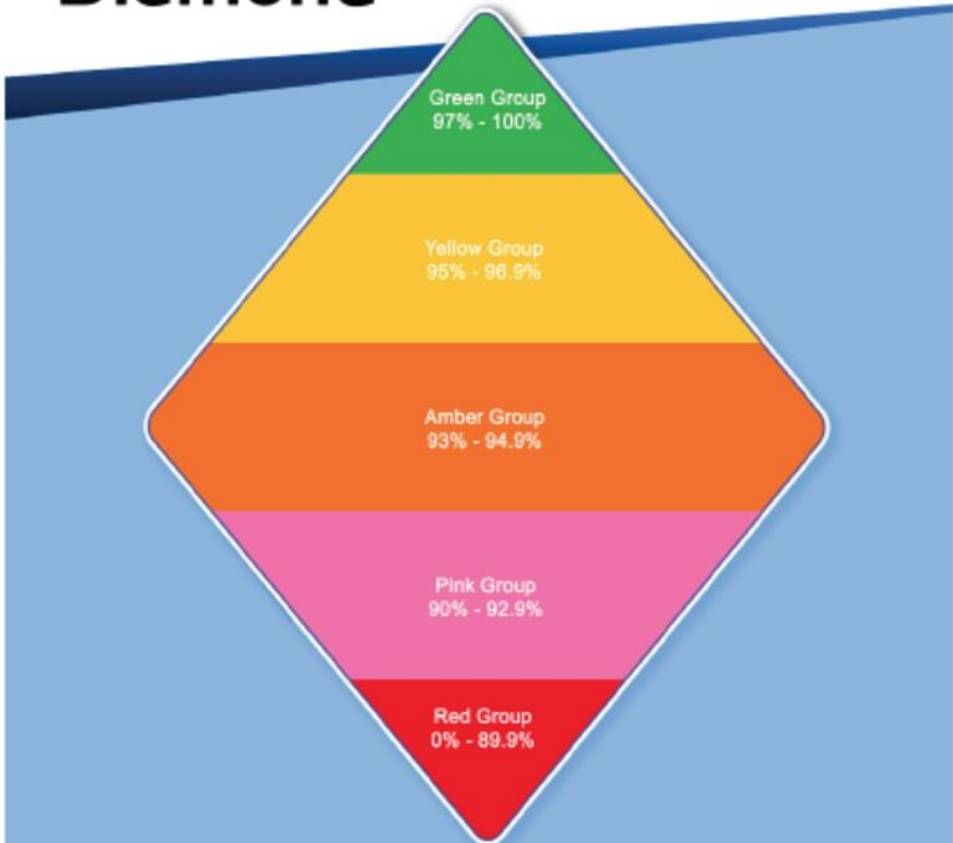 Green Group
97% - 100%
Yellow Group
95% - 96.9%
Amber Group
93% - 94.9%
Pink Group
90% - 92.9%
Red Group
0% - 89.9%